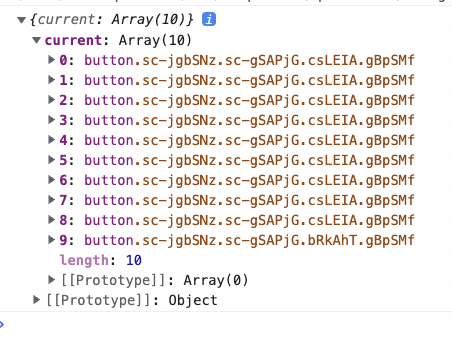 {current: Array(10)} i
current: Array(10)
0: button.sc-jgbSNz.sc-gSAPjG.csLEIA.gBpSMf
1: button.sc-jgbSNz.sc-gSAPjG.csLEIA.gBpSMf
2: button.sc-jgbSNz.sc-gSAPjG.csLEIA.gBpSMf
3: button.sc-jgbSNz.sc-gSAPjG.csLEIA.gBpSMf
4: button.sc-jgbSNz.sc-gSAPjG.csLEIA.gBpSMf
5: button.sc-jgbSNz.sc-gSAPjG.csLEIA.gBpSMf
6: button.sc-jgbSNz.sc-gSAPjG.csLEIA.gBpSMf
7: button.sc-jgbSNz.sc-gSAPjG.csLEIA.gBpSMf
8: button.sc-jgbSNz.sc-gSAPjG.csLEIA.gBpSMf
9: button.sc-jgbSNz.sc-gSAPjG.bRkAhT.gBpSMf
length: 10
[[Prototype]]: Array(0)
[[Prototype]]: Object